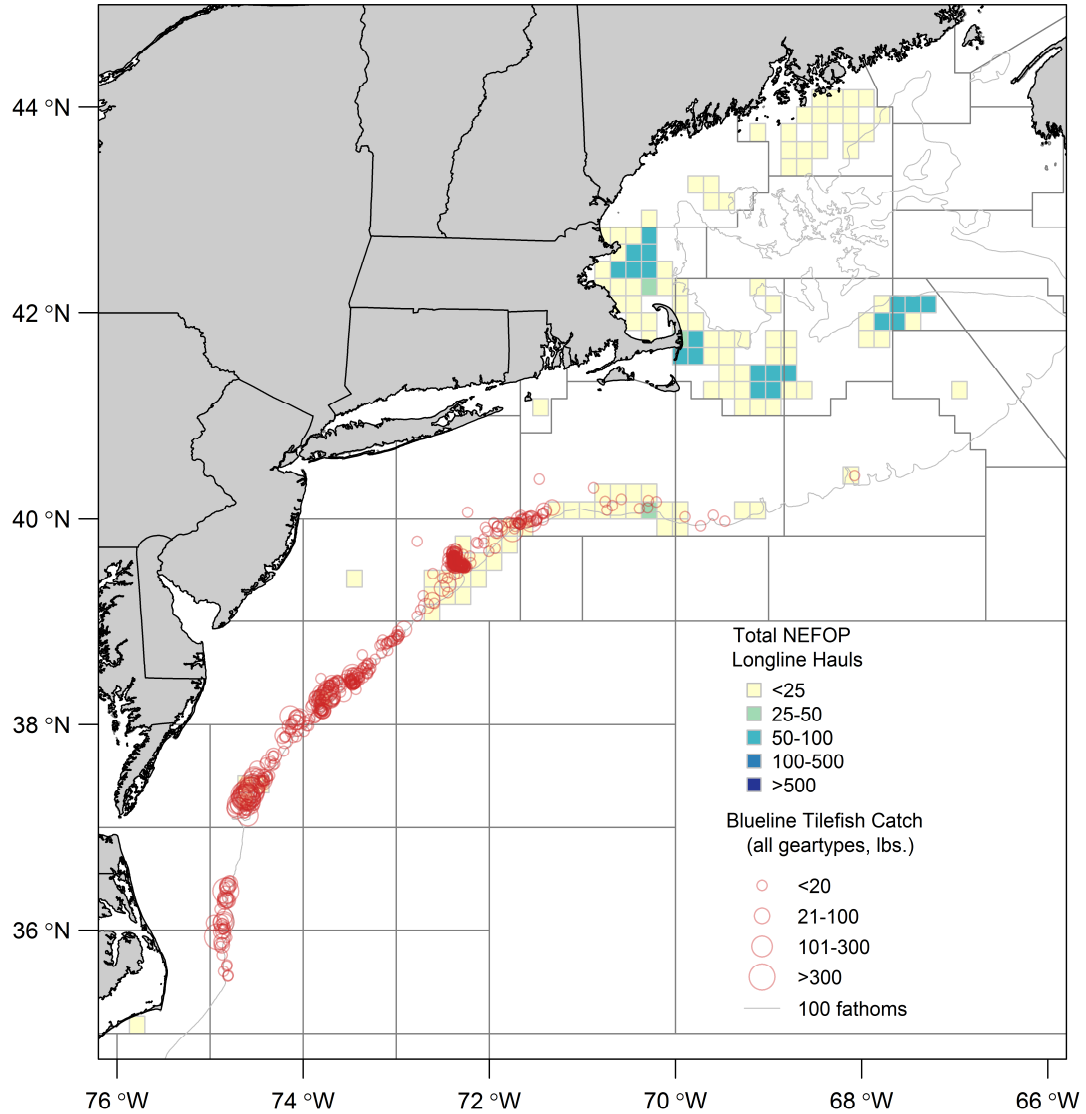 44 °N
42 °N
40 °N
38 °N
36 °N
Total NEFOP
Longline Hauls
<25
25-50
50-100
100-500
>500
Blueline Tilefish Catch
(all geartypes, lbs.)
<20
21-100
101-300
>300
100 fathoms
76 °W
74 °W
72 °W
70 °W
68 °W
66 °W